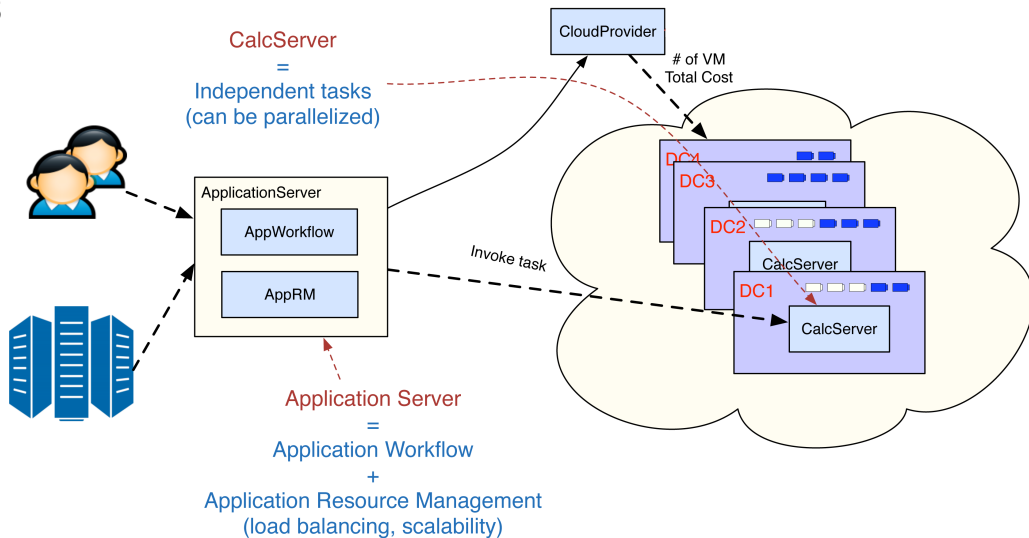 CloudProvider
CalcServer
=
Independent tasks
(can be parallelized)
# of VM
Total Cost
DC4
DC3
DC2
CalcServer
DC1
CalcServer
ApplicationServer
AppWorkflow
AppRM
Invoke task
Application Server
=
Application Workflow
+
Application Resource Management
(load balancing, scalability)